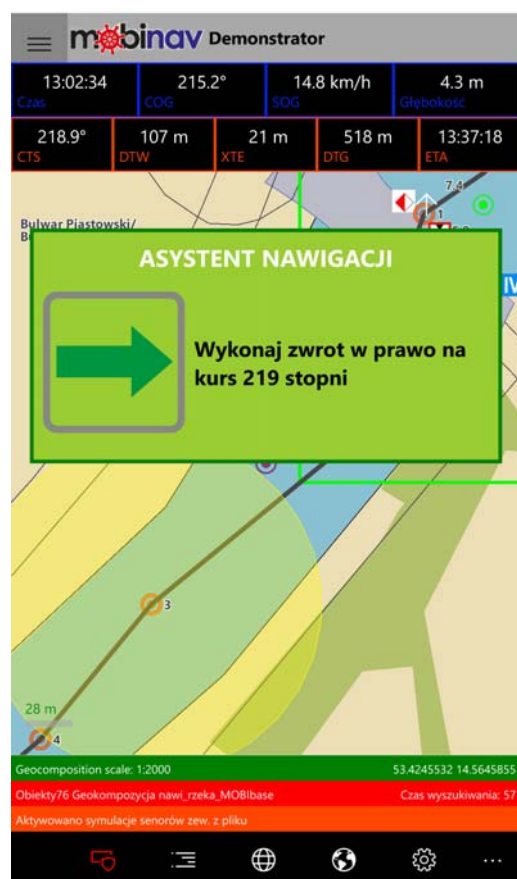 mobinav Demonstrator
13:02:34 215.2° 14.8 km/h 4.3 m
Czas COG SOG Głębokość
218.9° 107 m 21 m 518 m 13:37:18
CTS DTW XTE DTG ETA
7.4
1
Bulwar Piastowski/
ASYSTENT NAWIGACJI
IV
Wykonaj zwrot w prawo na
kurs 219 stopni
3
28 m
4
Geocomposition scale: 1:2000 53.4245532 14.5645855
Obiekty76 Geokompozycja nawi_rzeka_MOBIbase Czas wyszukiwania: 57
Aktywowano symulacje senorów zew. z pliku